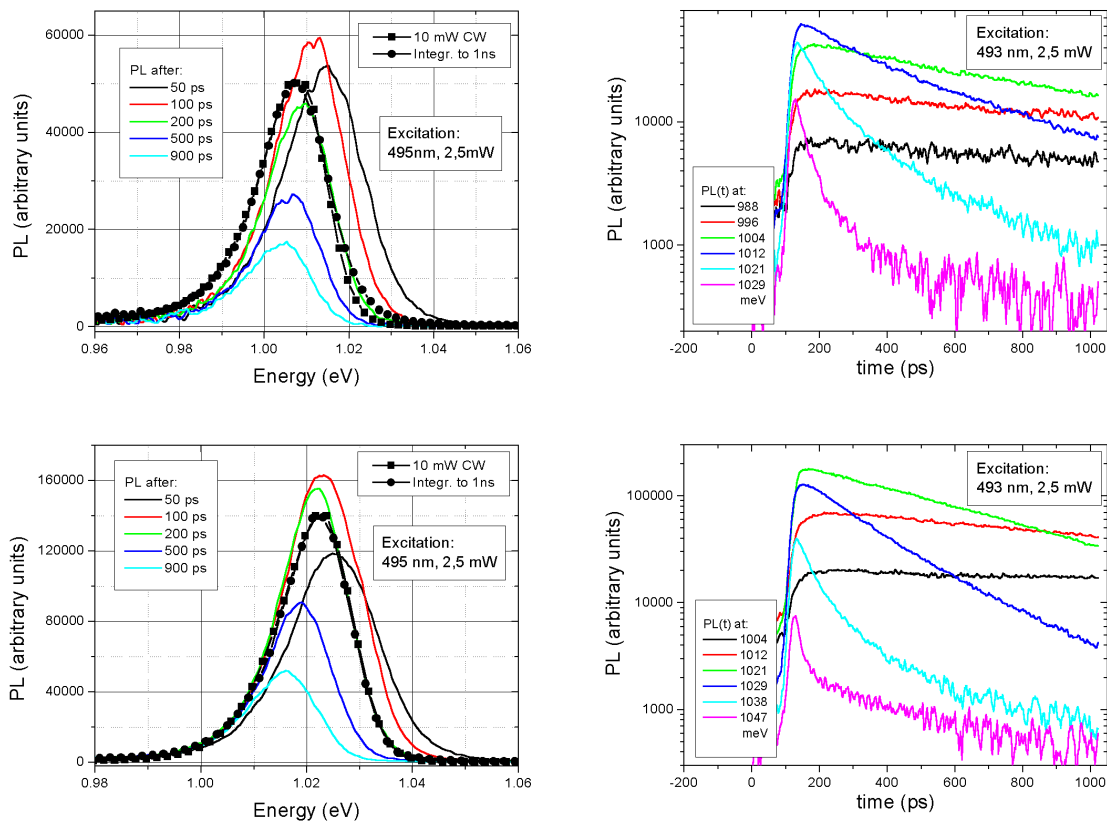 60000
40000
20000
0
PL (arbitrary units)
PL after:
50 ps
100 ps
200 ps
500 ps
900 ps
10 mW CW
Integr. to 1ns
Excitation:
495nm, 2,5mW
0.96
0.98
1.00
1.02
1.04
1.06
Energy (eV)
10000
1000
PL (arbitrary units)
Excitation:
493 nm, 2,5 mW
PL(t) at:
988
996
1004
1012
1021
1029
meV
-200
0
200
400
600
800
1000
time (ps)
160000
120000
80000
40000
0
PL (arbitrary units)
PL after:
50 ps
100 ps
200 ps
500 ps
900 ps
10 mW CW
Integr. to 1ns
Excitation:
495 nm, 2,5 mW
0.98
1.00
1.02
1.04
1.06
Energy (eV)
100000
10000
1000
PL (arbitrary units)
Excitation:
493 nm, 2,5 mW
PL(t) at:
1004
1012
1021
1029
1038
1047
meV
-200
0
200
400
600
800
1000
time (ps)